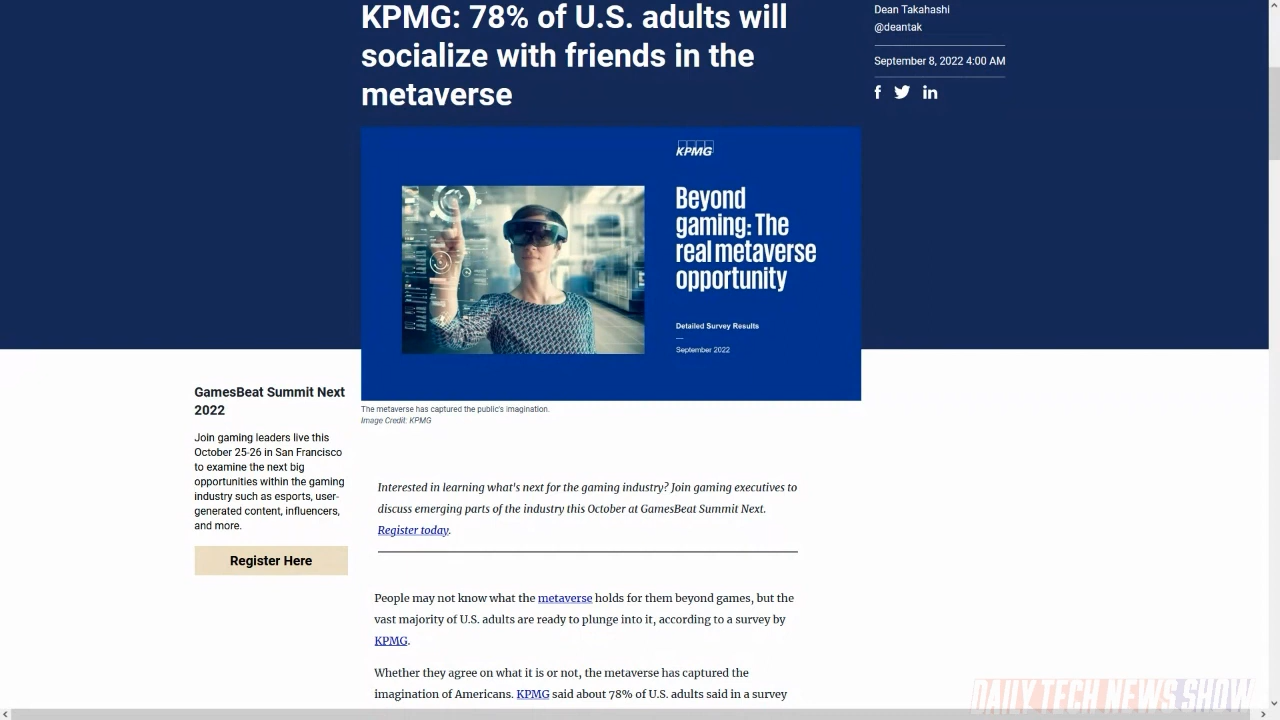 KPMG: 78% of U.S. adults will
socialize with friends in the
metaverse
Dean Takahashi
@deantak
September 8, 2022 4:00 AM
KPMG
Beyond
gaming: The
real metaverse
opportunity
Detailed Survey Results
September 2022
The metaverse has captured the public's imagination.
Image Credit: KPMG
GamesBeat Summit Next
2022
Join gaming leaders live this
October 25-26 in San Francisco
to examine the next big
opportunities within the gaming
industry such as esports, user-
generated content, influencers,
and more.
Register Here
Interested in learning what's next for the gaming industry? Join gaming executives to
discuss emerging parts of the industry this October at GamesBeat Summit Next.
Register today.
People may not know what the metaverse holds for them beyond games, but the
vast majority of U.S. adults are ready to plunge into it, according to a survey by
KPMG.
Whether they agree on what it is or not, the metaverse has captured the
imagination of Americans. KPMG said about 78% of U.S. adults said in a survey
DAILY TECH NEWS SHOW